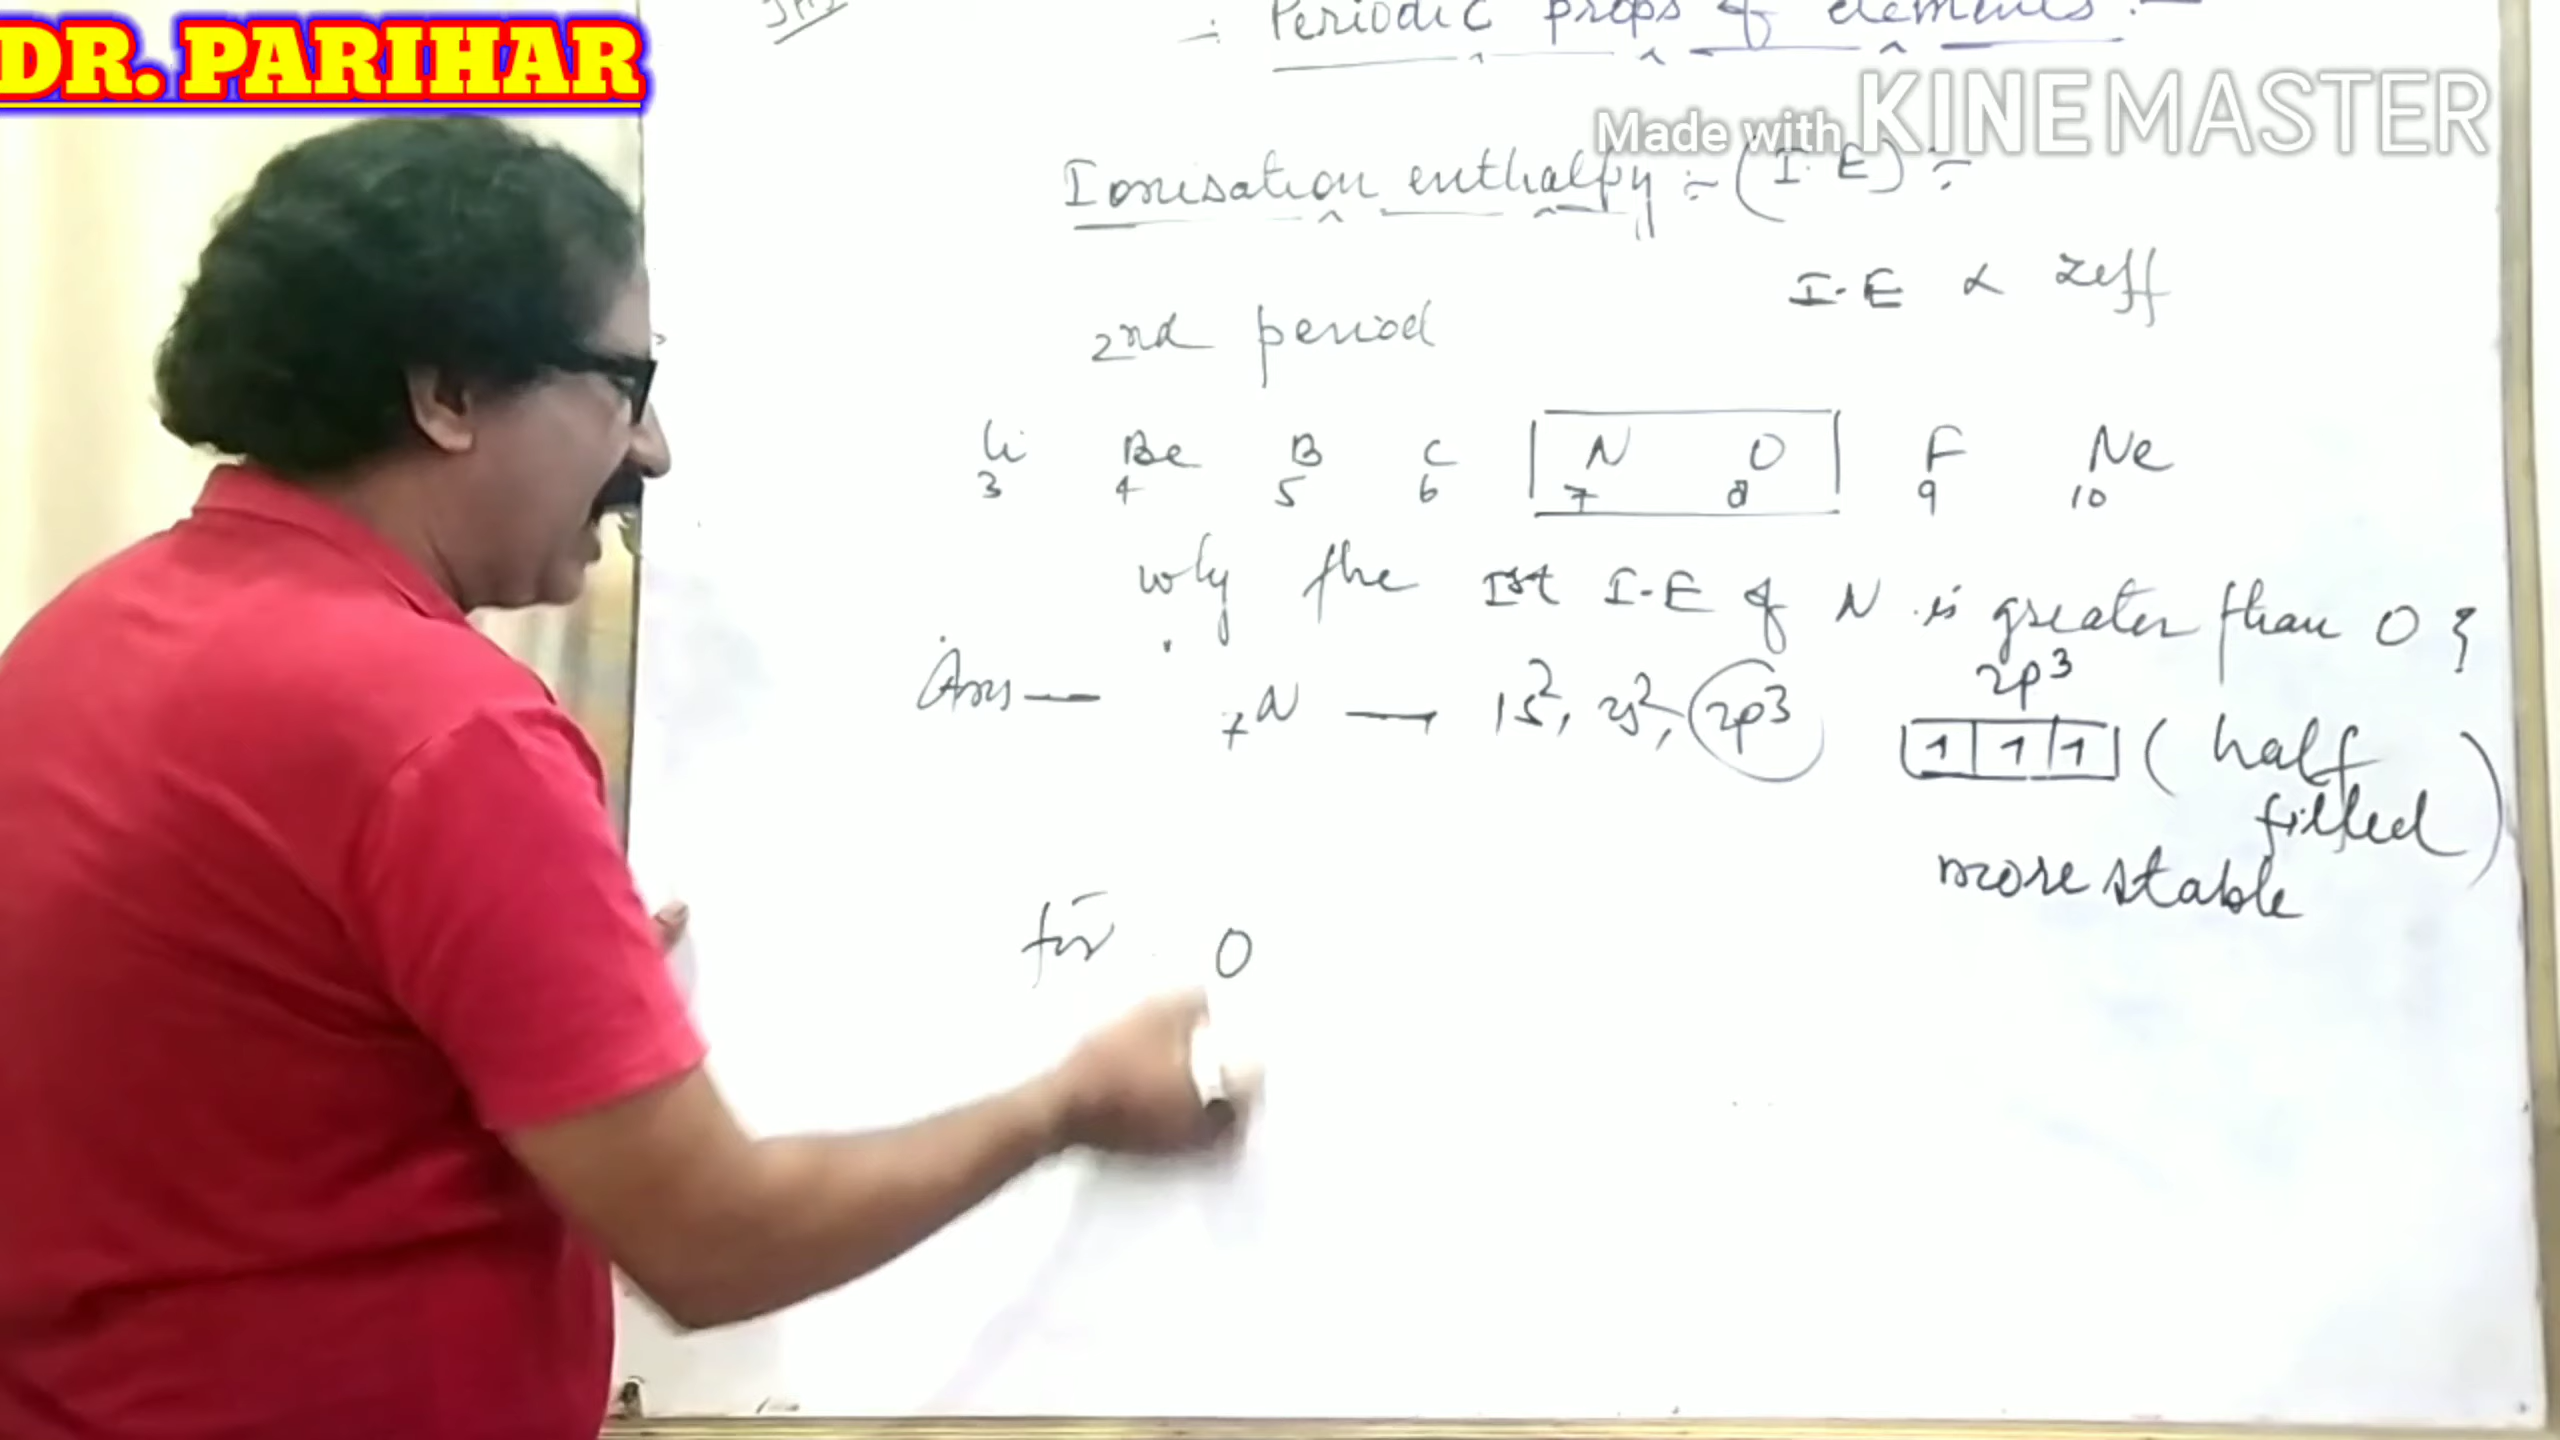 DR. PARIHAR
Periodic props of elements :-
Made with KINEMASTER
Ionisation enthalpy :- (I.E) :-
I.E ∝ Zeff
2nd period
Li Be B C N O F Ne
3 4 5 6 7 8 9 10
why the Ist I.E of N is greater than O ?
Ans — 7N — 1s², 2s², 2p³
2p³
1 1 1 (half filled)
more stable
for O